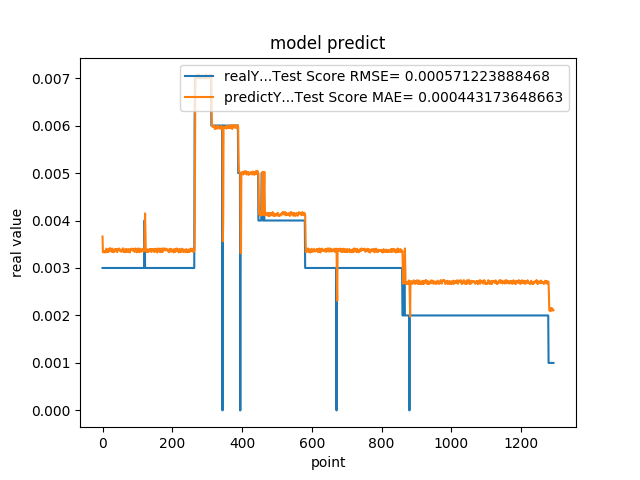 model predict
realY...Test Score RMSE= 0.000571223888468
predictY...Test Score MAE= 0.000443173648663
real value
0.007
0.006
0.005
0.004
0.003
0.002
0.001
0.000
0 200 400 600 800 1000 1200
point